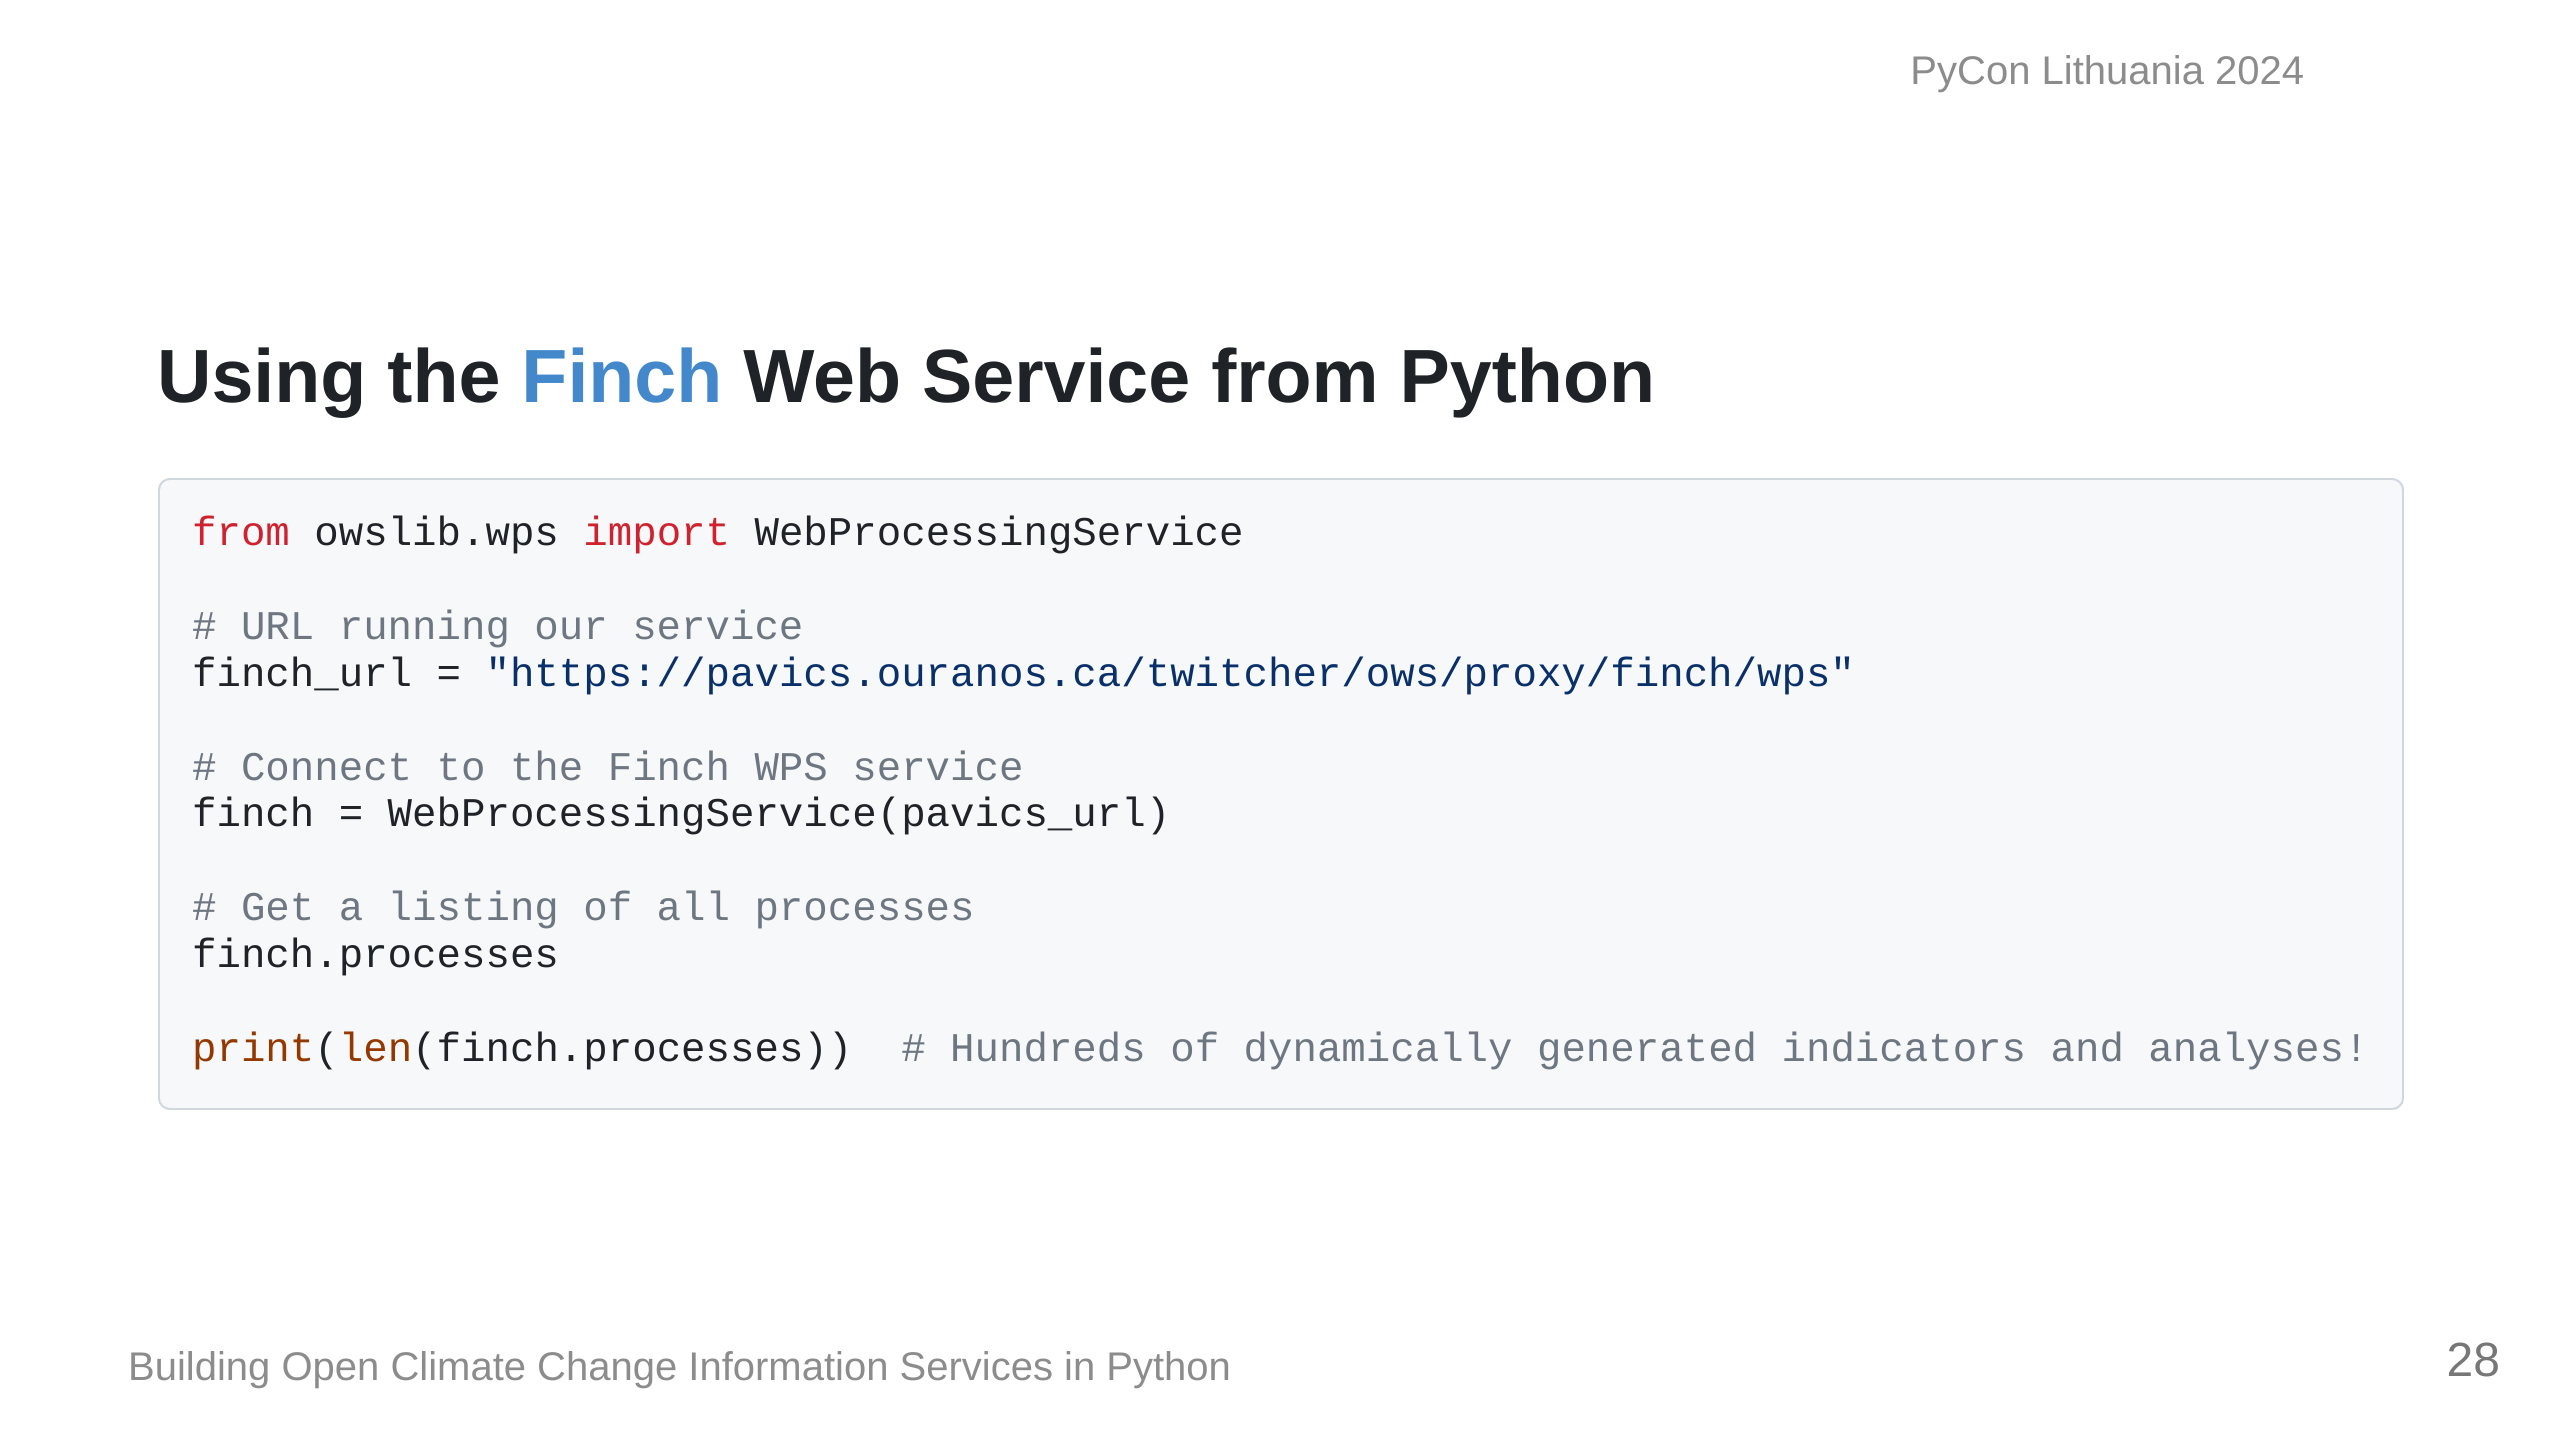 PyCon Lithuania 2024
Using the Finch Web Service from Python
from owslib.wps import WebProcessingService
# URL running our service
finch_url = "https://pavics.ouranos.ca/twitcher/ows/proxy/finch/wps"
# Connect to the Finch WPS service
finch = WebProcessingService(pavics_url)
# Get a listing of all processes
finch.processes
print(len(finch.processes))  # Hundreds of dynamically generated indicators and analyses!
Building Open Climate Change Information Services in Python
28